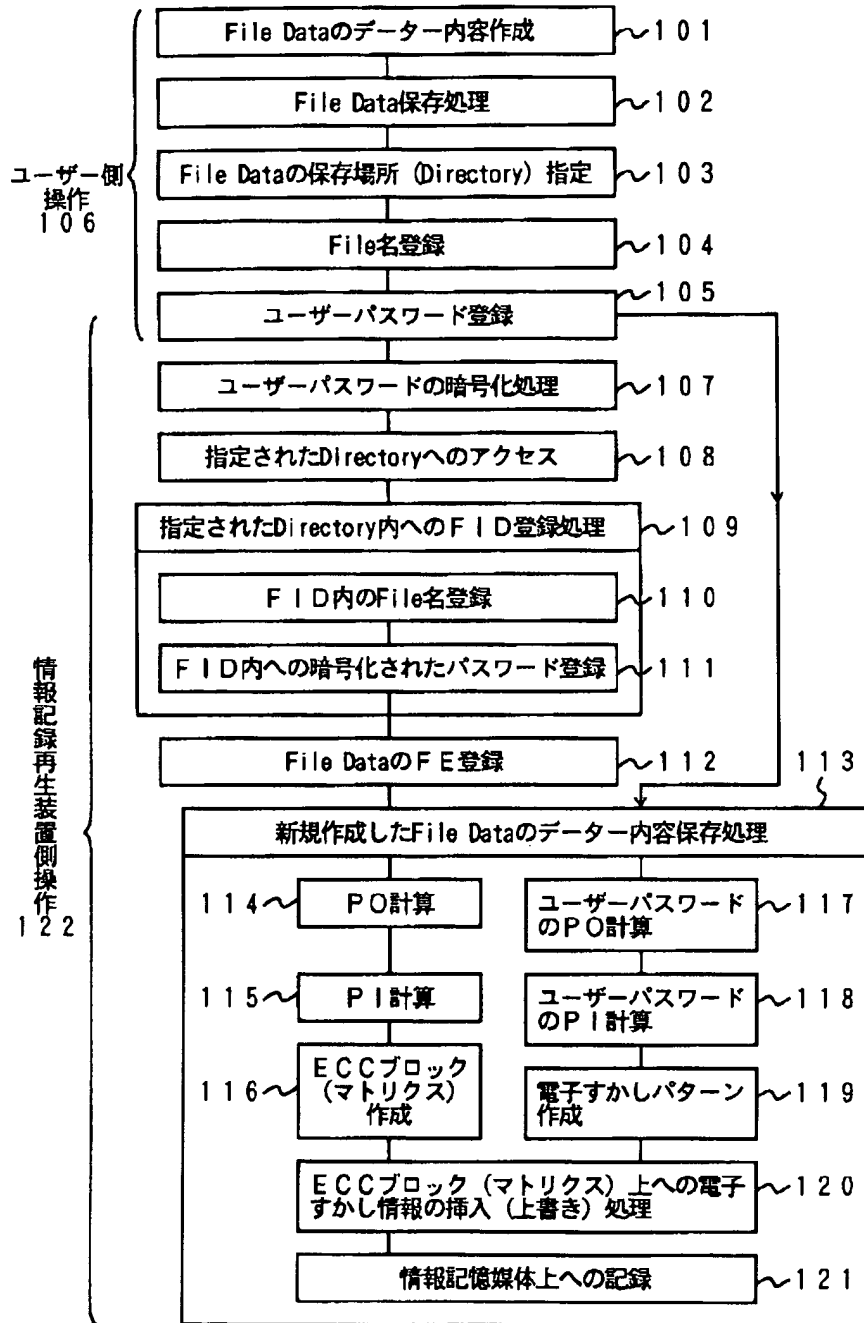 File Dataのデーター内容作成
101
File Data保存処理
102
File Dataの保存場所 (Directory) 指定
103
ユーザー側
操作
106
File名登録
104
105
ユーザーパスワード登録
ユーザーパスワードの暗号化処理
107
指定されたDirectoryへのアクセス
108
指定されたDirectory内へのFID登録処理
109
FID内のFile名登録
110
FID内への暗号化されたパスワード登録
111
情報記録再生装置側操作
122
File DataのFE登録
112
113
新規作成したFile Dataのデーター内容保存処理
114
PO計算
ユーザーパスワード
のPO計算
117
115
PI計算
ユーザーパスワード
のPI計算
118
116
ECCブロック
(マトリクス)
作成
電子すかしパターン
作成
119
ECCブロック (マトリクス) 上への電子
すかし情報の挿入 (上書き) 処理
120
情報記憶媒体上への記録
121